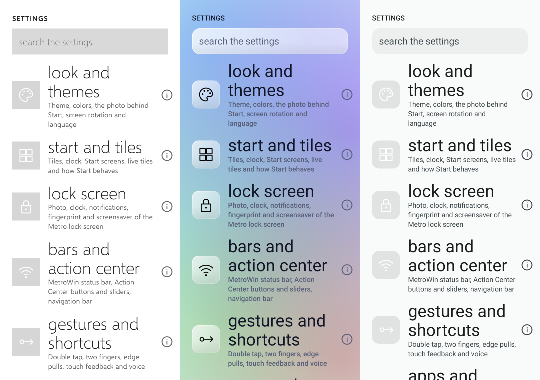 SETTINGS
search the settings
look and
themes
Theme, colors, the photo behind
Start, screen rotation and
language
start and tiles
Tiles, clock, Start screens, live tiles
and how Start behaves
lock screen
Photo, clock, notifications,
fingerprint and screensaver of the
Metro lock screen
bars and
action center
MetroWin status bar, Action
Center buttons and sliders,
navigation bar
gestures and
shortcuts
Double tap, two fingers, edge
pulls, touch feedback and voice
SETTINGS
search the settings
look and
themes
Theme, colors, the photo behind
Start, screen rotation and
language
start and tiles
Tiles, clock, Start screens, live
tiles and how Start behaves
lock screen
Photo, clock, notifications,
fingerprint and screensaver of the
Metro lock screen
bars and
action center
MetroWin status bar, Action
Center buttons and sliders,
navigation bar
gestures and
shortcuts
Double tap, two fingers, edge
pulls, touch feedback and voice
SETTINGS
search the settings
look and
themes
Theme, colors, the photo behind
Start, screen rotation and
language
start and tiles
Tiles, clock, Start screens, live tiles
and how Start behaves
lock screen
Photo, clock, notifications,
fingerprint and screensaver of the
Metro lock screen
bars and
action center
MetroWin status bar, Action Center
buttons and sliders, navigation bar
gestures and
shortcuts
Double tap, two fingers, edge pulls,
touch feedback and voice
apps and